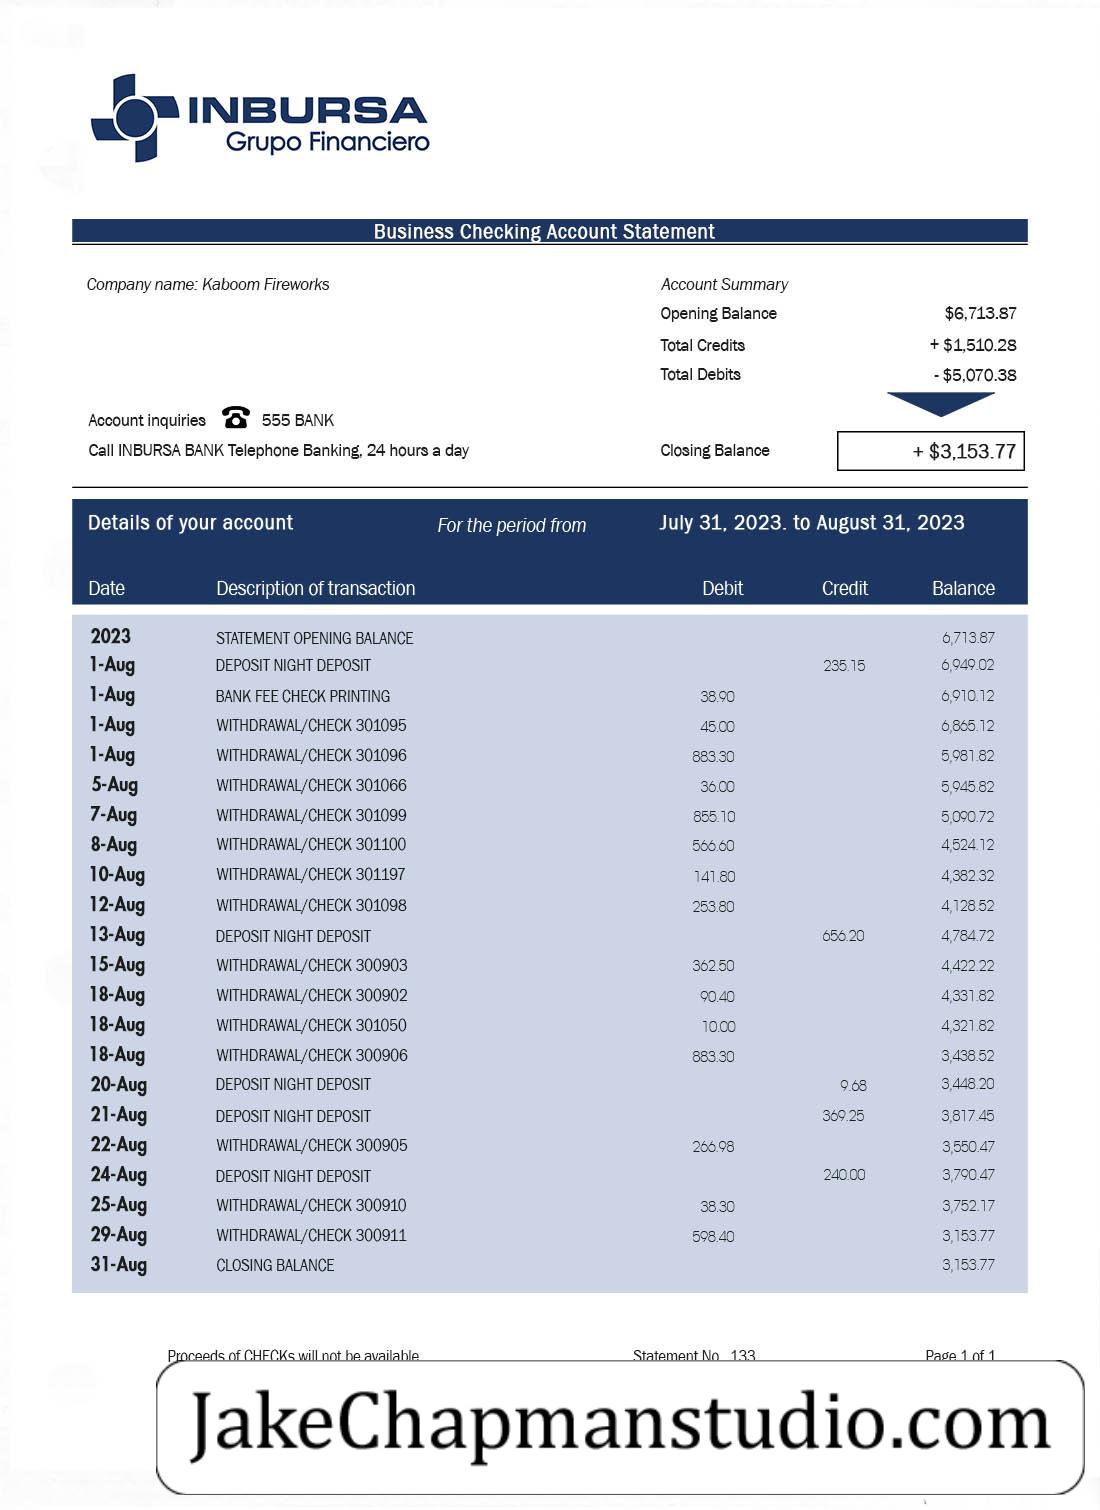 INBURSA
Grupo Financiero
Business Checking Account Statement
Company name: Kaboom Fireworks
Account Summary
Opening Balance $6,713.87
Total Credits + $1,510.28
Total Debits - $5,070.38
Account inquiries 555 BANK
Call INBURSA BANK Telephone Banking, 24 hours a day
Closing Balance + $3,153.77
Details of your account For the period from July 31, 2023. to August 31, 2023
Date Description of transaction Debit Credit Balance
2023 STATEMENT OPENING BALANCE 6,713.87
1-Aug DEPOSIT NIGHT DEPOSIT 235.15 6,949.02
1-Aug BANK FEE CHECK PRINTING 38.90 6,910.12
1-Aug WITHDRAWAL/CHECK 301095 45.00 6,865.12
1-Aug WITHDRAWAL/CHECK 301096 883.30 5,981.82
5-Aug WITHDRAWAL/CHECK 301066 36.00 5,945.82
7-Aug WITHDRAWAL/CHECK 301099 855.10 5,090.72
8-Aug WITHDRAWAL/CHECK 301100 566.60 4,524.12
10-Aug WITHDRAWAL/CHECK 301197 141.80 4,382.32
12-Aug WITHDRAWAL/CHECK 301098 253.80 4,128.52
13-Aug DEPOSIT NIGHT DEPOSIT 656.20 4,784.72
15-Aug WITHDRAWAL/CHECK 300903 362.50 4,422.22
18-Aug WITHDRAWAL/CHECK 300902 90.40 4,331.82
18-Aug WITHDRAWAL/CHECK 301050 10.00 4,321.82
18-Aug WITHDRAWAL/CHECK 300906 883.30 3,438.52
20-Aug DEPOSIT NIGHT DEPOSIT 9.68 3,448.20
21-Aug DEPOSIT NIGHT DEPOSIT 369.25 3,817.45
22-Aug WITHDRAWAL/CHECK 300905 266.98 3,550.47
24-Aug DEPOSIT NIGHT DEPOSIT 240.00 3,790.47
25-Aug WITHDRAWAL/CHECK 300910 38.30 3,752.17
29-Aug WITHDRAWAL/CHECK 300911 598.40 3,153.77
31-Aug CLOSING BALANCE 3,153.77
Proceeds of CHECKs will not be available Statement No. 133 Page 1 of 1
JakeChapmanstudio.com